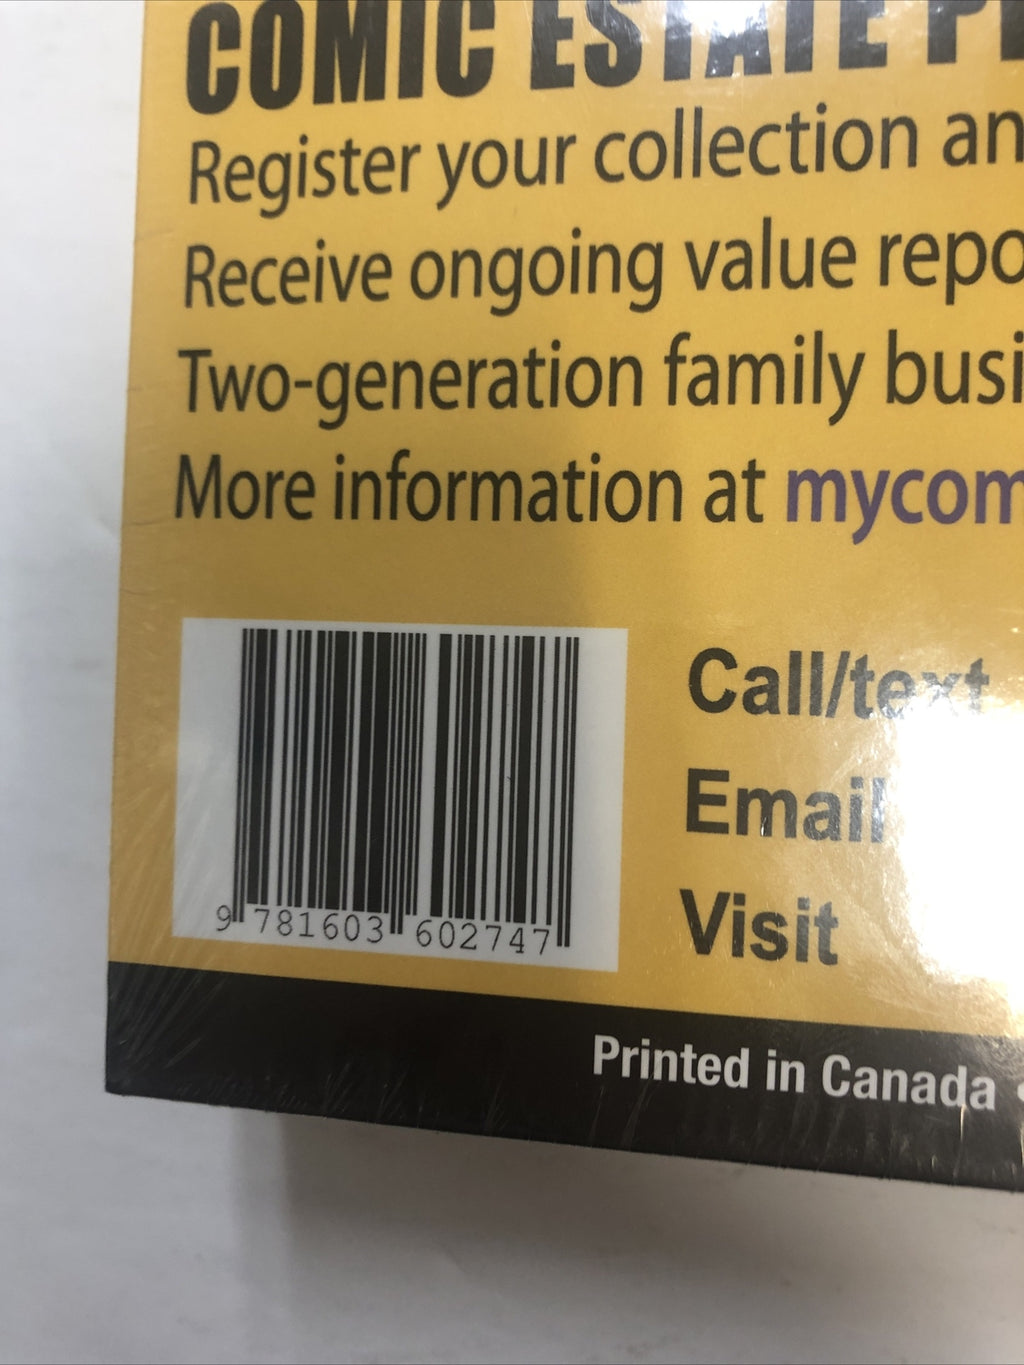 COMIC ESTATE
Register your collection an
Receive ongoing value repo
Two-generation family busi
More information at mycom
Call/text
Email
Visit
9 781603 602747
Printed in Canada